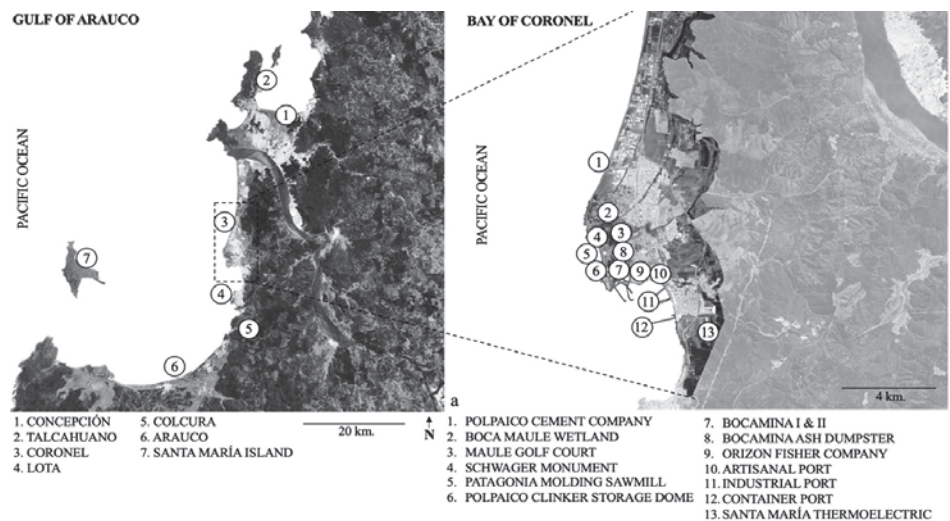 GULF OF ARAUCO
PACIFIC OCEAN
2
1
3
7
4
5
6
1. CONCEPCIÓN
2. TALCAHUANO
3. CORONEL
4. LOTA
5. COLCURA
6. ARAUCO
7. SANTA MARÍA ISLAND
20 km.
N
a
BAY OF CORONEL
PACIFIC OCEAN
1
2
4
3
5
8
6
7
9
10
11
12
13
4 km.
1. POLPAICO CEMENT COMPANY
2. BOCA MAULE WETLAND
3. MAULE GOLF COURT
4. SCHWAGER MONUMENT
5. PATAGONIA MOLDING SAWMILL
6. POLPAICO CLINKER STORAGE DOME
7. BOCAMINA I & II
8. BOCAMINA ASH DUMPSTER
9. ORIZON FISHER COMPANY
10. ARTISANAL PORT
11. INDUSTRIAL PORT
12. CONTAINER PORT
13. SANTA MARÍA THERMOELECTRIC